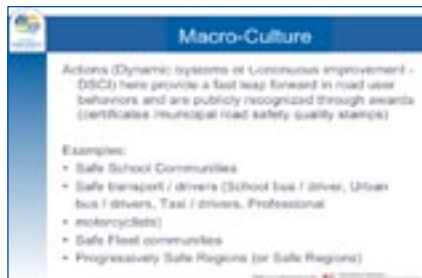 Macro-Culture
Actions (Dynamic Systems of Continuous Improvement -
DSCI) here provide a fast leap forward in road user
behaviors and are publicly recognized through awards
(certificates /municipal road safety quality stamps)
Examples:
• Safe School Communities
• Safe transport / drivers (School bus / driver, Urban
bus / drivers, Taxi / drivers, Professional
• motorcyclists)
• Safe Fleet communities
• Progressively Safe Regions (or Safe Regions)